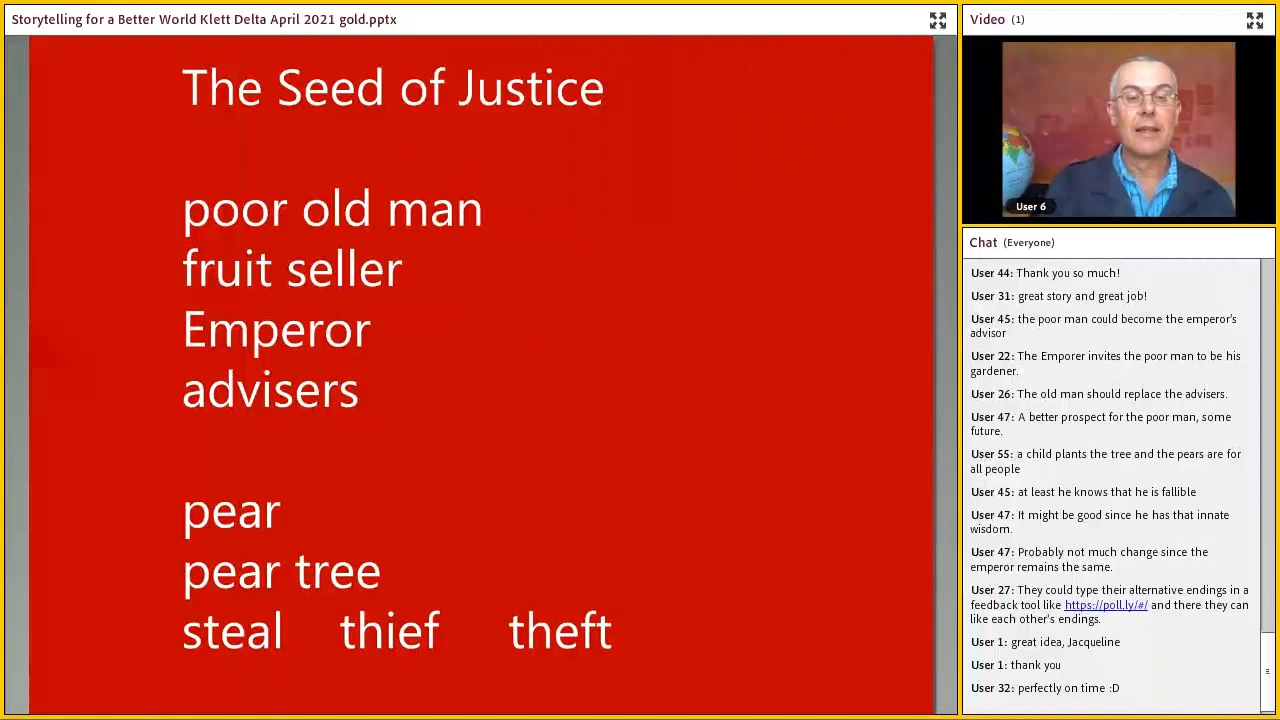 Storytelling for a Better World Klett Delta April 2021 gold.pptx
The Seed of Justice
poor old man
fruit seller
Emperor
advisers
pear
pear tree
steal thief theft
Video (1)
User 6
Chat (Everyone)
User 44: Thank you so much!
User 31: great story and great job!
User 45: the poor man could become the emperor's
advisor
User 22: The Emporer invites the poor man to be his
gardener.
User 26: The old man should replace the advisers.
User 47: A better prospect for the poor man, some
future.
User 55: a child plants the tree and the pears are for
all people
User 45: at least he knows that he is fallible
User 47: It might be good since he has that innate
wisdom.
User 47: Probably not much change since the
emperor remains the same.
User 27: They could type their alternative endings in a
feedback tool like https://poll.ly/#/ and there they can
like each other's endings.
User 1: great idea, Jacqueline
User 1: thank you
User 32: perfectly on time :D